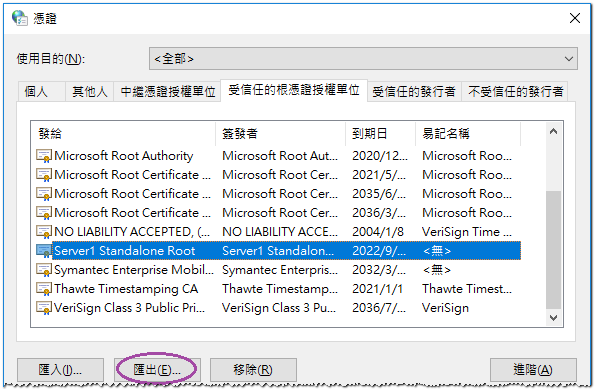 憑證
使用目的(N): <全部>
個人 其他人 中繼憑證授權單位 受信任的根憑證授權單位 受信任的發行者 不受信任的發行者
發給 簽發者 到期日 易記名稱
Microsoft Root Authority Microsoft Root Aut... 2020/12... Microsoft Roo...
Microsoft Root Certificate ... Microsoft Root Cer... 2021/5/... Microsoft Roo...
Microsoft Root Certificate ... Microsoft Root Cer... 2035/6/... Microsoft Roo...
Microsoft Root Certificate ... Microsoft Root Cer... 2036/3/... Microsoft Roo...
NO LIABILITY ACCEPTED, (... NO LIABILITY ACC... 2004/1/8 VeriSign Time ...
Server1 Standalone Root Server1 Standalon... 2022/9/... <無>
Symantec Enterprise Mobil... Symantec Enterpris... 2032/3/... <無>
Thawte Timestamping CA Thawte Timestamp... 2021/1/1 Thawte Timest...
VeriSign Class 3 Public Pri... VeriSign Class 3 P... 2036/7/... VeriSign
匯入(I)... 匯出(E)... 移除(R) 進階(A)